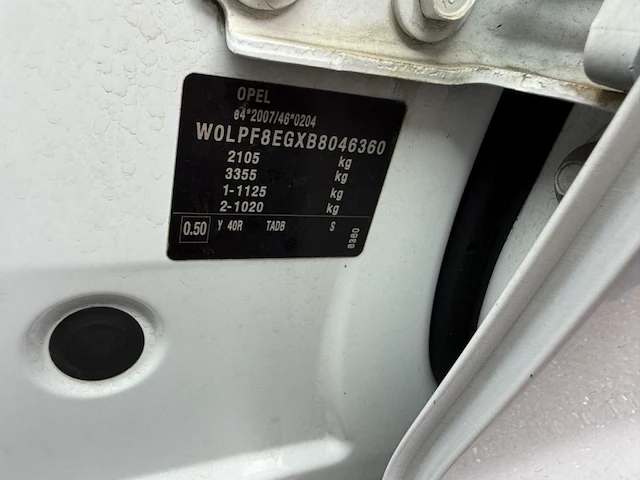 OPEL
e4*2007/46*0204
W0LPF8EGXB8046360
2105 kg
3355 kg
1-1125 kg
2-1020 kg
0.50 Y 40R TADB S
6360